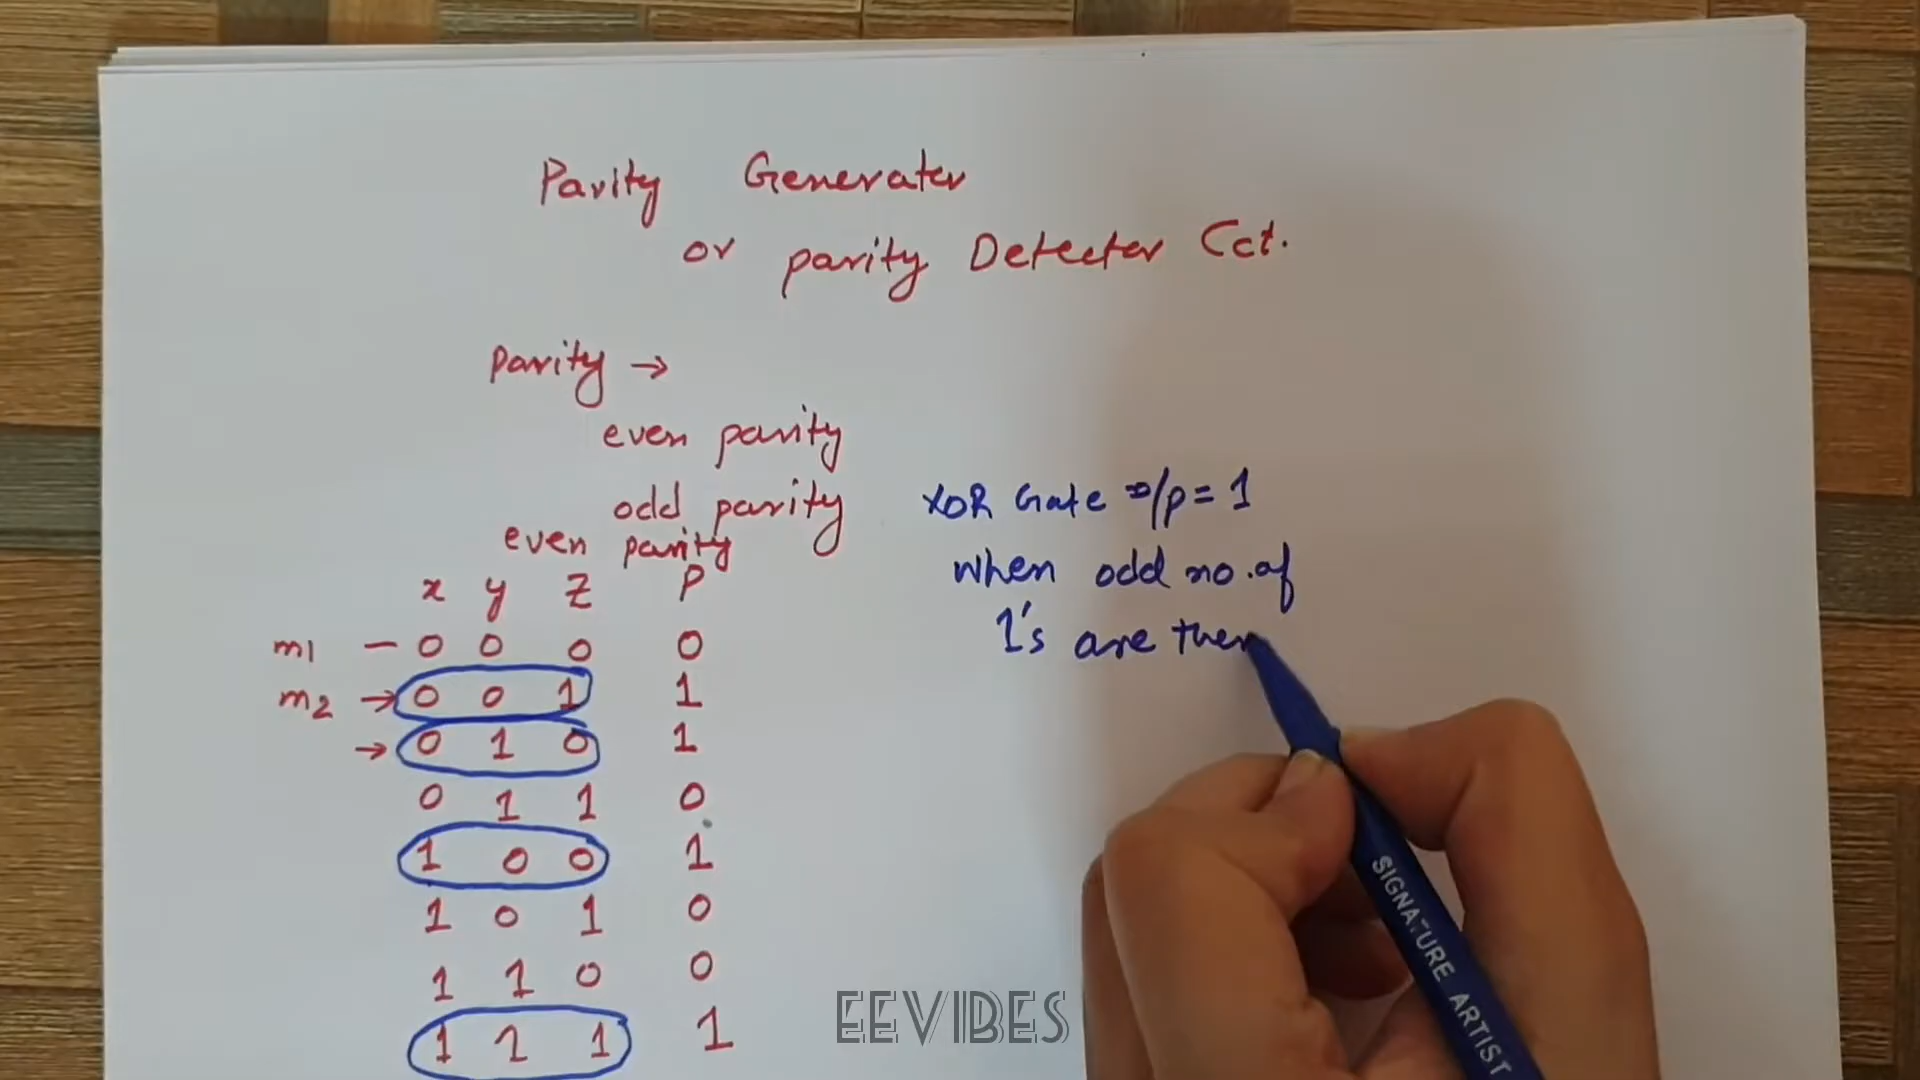 Parity Generater
or parity Detecter Cct.
parity →
even parity
odd parity
even parity
x y z P
m1 - 0 0 0 0
m2 → 0 0 1 1
→ 0 1 0 1
0 1 1 0
1 0 0 1
1 0 1 0
1 1 0 0
1 1 1 1
XOR Gate o/p = 1
when odd no. of
1's are ther
EEVIBES
SIGNATURE ARTIST